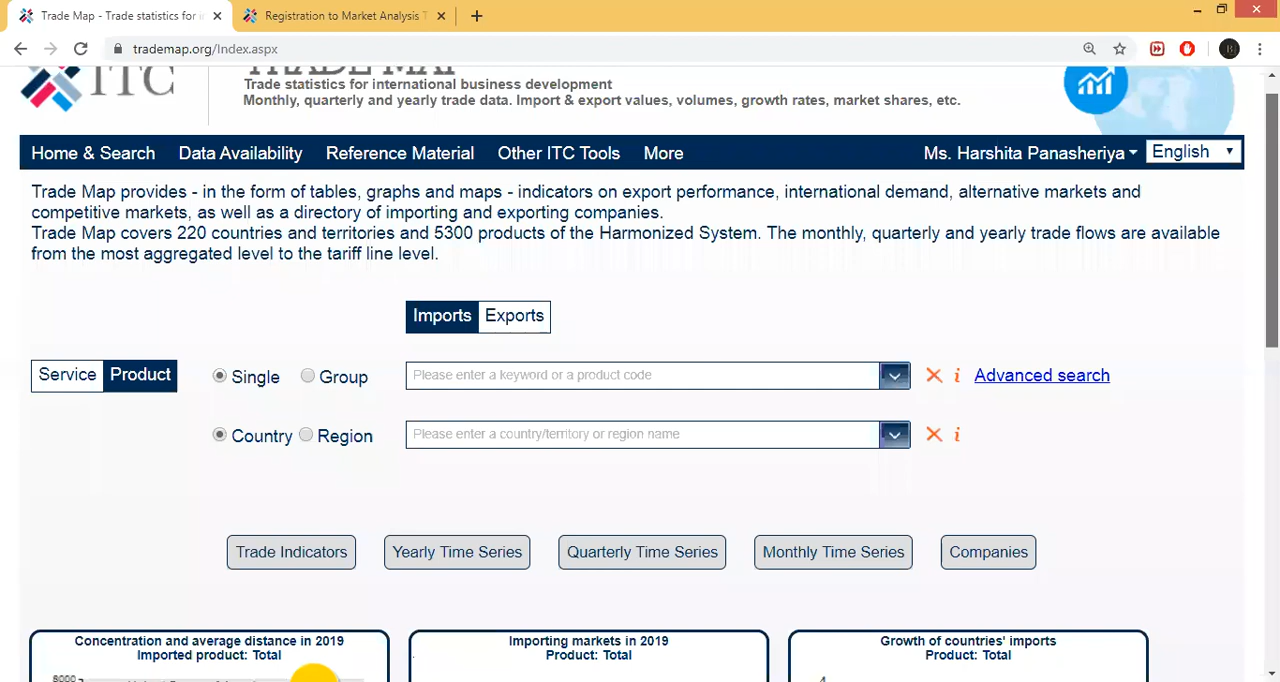 Trade Map - Trade statistics for i
Registration to Market Analysis T
trademap.org/Index.aspx
ITC
TRADE MAP
Trade statistics for international business development
Monthly, quarterly and yearly trade data. Import & export values, volumes, growth rates, market shares, etc.
Home & Search Data Availability Reference Material Other ITC Tools More Ms. Harshita Panasheriya English
Trade Map provides - in the form of tables, graphs and maps - indicators on export performance, international demand, alternative markets and
competitive markets, as well as a directory of importing and exporting companies.
Trade Map covers 220 countries and territories and 5300 products of the Harmonized System. The monthly, quarterly and yearly trade flows are available
from the most aggregated level to the tariff line level.
Imports Exports
Service Product Single Group Please enter a keyword or a product code i Advanced search
Country Region Please enter a country/territory or region name i
Trade Indicators Yearly Time Series Quarterly Time Series Monthly Time Series Companies
Concentration and average distance in 2019
Imported product: Total
Importing markets in 2019
Product: Total
Growth of countries' imports
Product: Total
8000
4